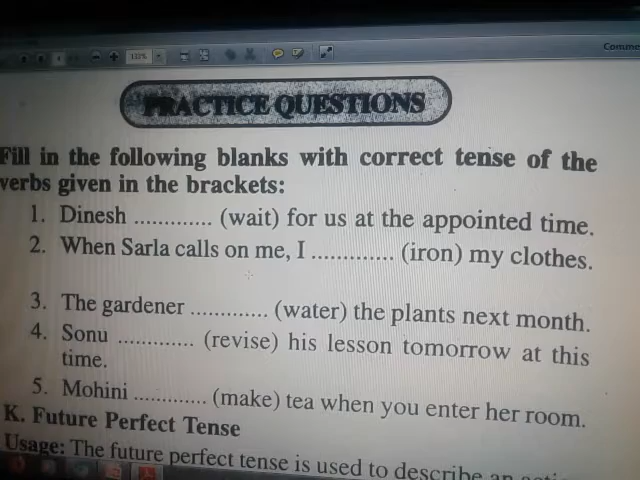 132%
Comme
PRACTICE QUESTIONS
Fill in the following blanks with correct tense of the
verbs given in the brackets:
1. Dinesh ............. (wait) for us at the appointed time.
2. When Sarla calls on me, I .............. (iron) my clothes.
3. The gardener ............. (water) the plants next month.
4. Sonu ............. (revise) his lesson tomorrow at this
time.
5. Mohini ............ (make) tea when you enter her room.
K. Future Perfect Tense
Usage: The future perfect tense is used to describe an